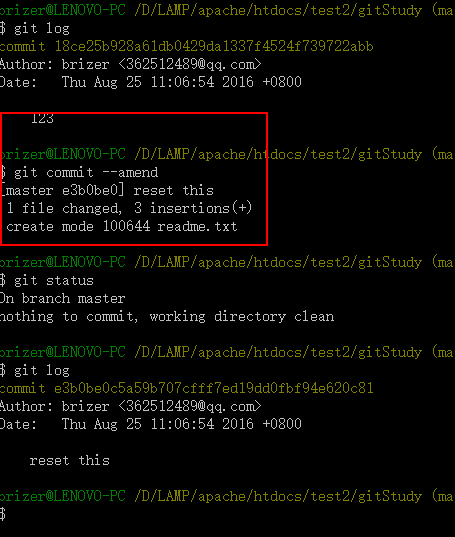 brizer@LENOVO-PC /D/LAMP/apache/htdocs/test2/gitStudy (ma
$ git log
commit 18ce25b928a61db0429da1337f4524f739722abb
Author: brizer <362512489@qq.com>
Date:   Thu Aug 25 11:06:54 2016 +0800
123
brizer@LENOVO-PC /D/LAMP/apache/htdocs/test2/gitStudy (ma
$ git commit --amend
[master e3b0be0] reset this
1 file changed, 3 insertions(+)
create mode 100644 readme.txt
brizer@LENOVO-PC /D/LAMP/apache/htdocs/test2/gitStudy (ma
$ git status
On branch master
nothing to commit, working directory clean
brizer@LENOVO-PC /D/LAMP/apache/htdocs/test2/gitStudy (ma
$ git log
commit e3b0be0c5a59b707cfff7ed19dd0fbf94e620c81
Author: brizer <362512489@qq.com>
Date:   Thu Aug 25 11:06:54 2016 +0800
reset this
brizer@LENOVO-PC /D/LAMP/apache/htdocs/test2/gitStudy (ma
$